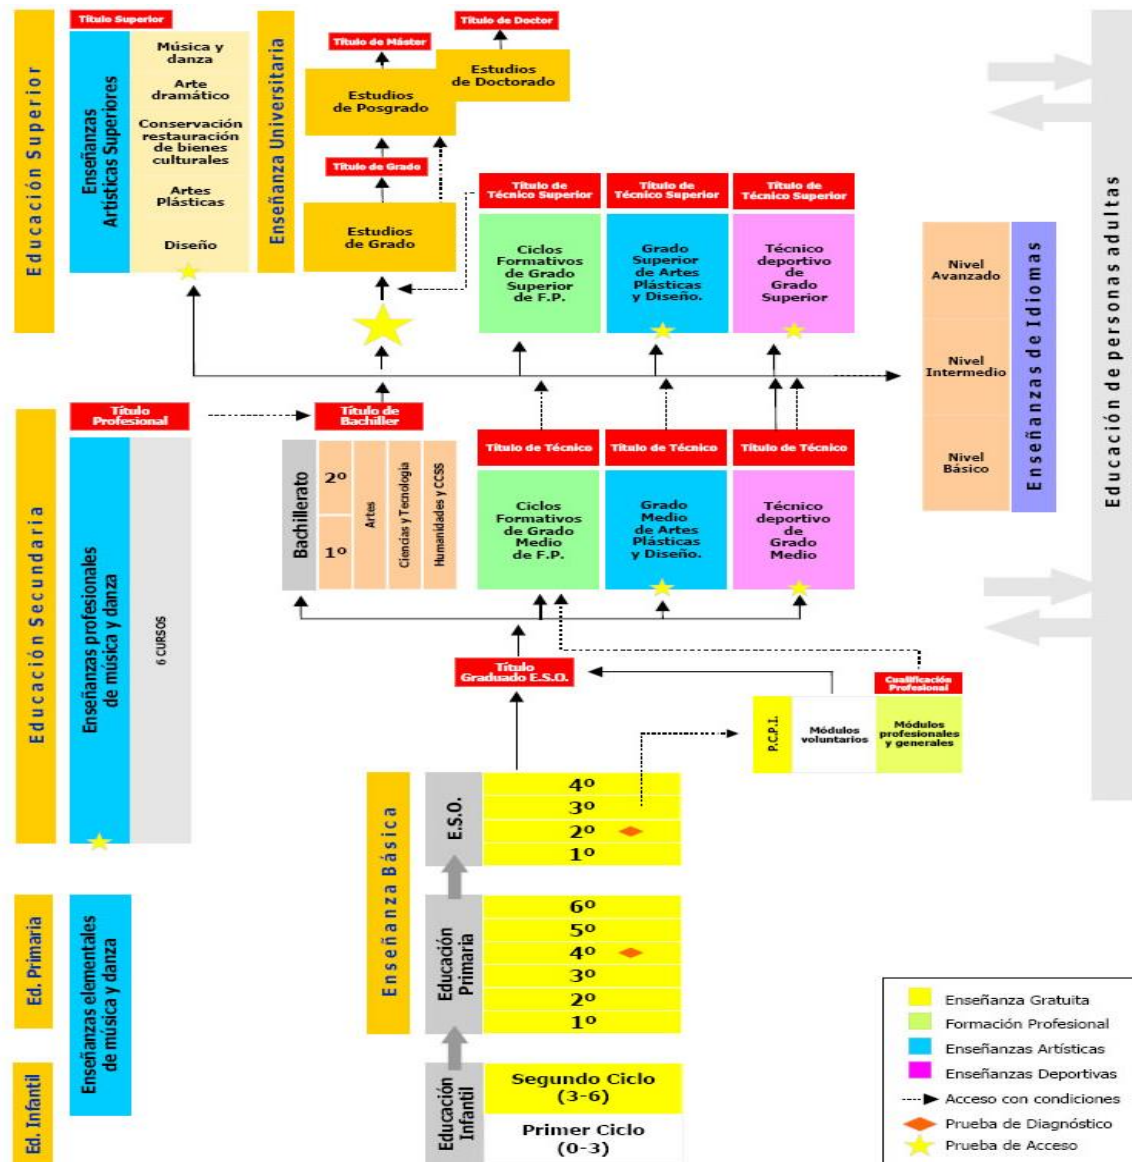 Educación Superior
Título Superior
Enseñanzas
Artísticas Superiores
Música y
danza
Arte
dramático
Conservación
restauración
de bienes
culturales
Artes
Plásticas
Diseño
Enseñanza Universitaria
Título de Máster
Título de Doctor
Estudios
de Posgrado
Estudios
de Doctorado
Título de Grado
Estudios
de Grado
Título de
Técnico Superior
Título de
Técnico Superior
Título de
Técnico Superior
Ciclos
Formativos
de Grado
Superior
de F.P.
Grado
Superior
de Artes
Plásticas
y Diseño.
Técnico
deportivo
de
Grado
Superior
Nivel
Avanzado
Nivel
Intermedio
Nivel
Básico
Enseñanzas de Idiomas
Educación de personas adultas
Educación Secundaria
Título
Profesional
Enseñanzas profesionales
de música y danza
6 CURSOS
Título de
Bachiller
Bachillerato
2º
1º
Artes
Ciencias y Tecnología
Humanidades y CCSS
Título de Técnico
Título de Técnico
Título de Técnico
Ciclos
Formativos
de Grado
Medio
de F.P.
Grado
Medio
de Artes
Plásticas
y Diseño.
Técnico
deportivo
de
Grado
Medio
Título
Graduado E.S.O.
Cualificación
Profesional
P.C.P.I.
Módulos
voluntarios
Módulos
profesionales
y generales
Enseñanza Básica
E.S.O.
4º
3º
2º
1º
Ed. Primaria
Enseñanzas elementales
de música y danza
Educación
Primaria
6º
5º
4º
3º
2º
1º
Ed. Infantil
Educación
Infantil
Segundo Ciclo
(3-6)
Primer Ciclo
(0-3)
Enseñanza Gratuita
Formación Profesional
Enseñanzas Artísticas
Enseñanzas Deportivas
Acceso con condiciones
Prueba de Diagnóstico
Prueba de Acceso